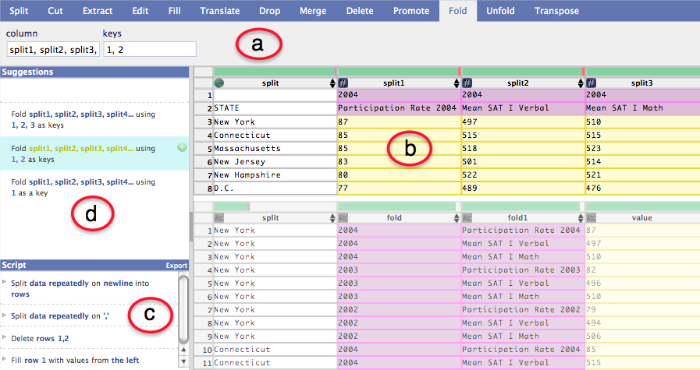 Split Cut Extract Edit Fill Translate Drop Merge Delete Promote Fold Unfold Transpose
column keys
split1, split2, split3, 1, 2
a
Suggestions
Fold split1, split2, split3, split4... using
1, 2, 3 as keys
Fold split1, split2, split3, split4... using
1, 2 as keys
Fold split1, split2, split3, split4... using
1 as a key
d
Script Export
Split data repeatedly on newline into
rows
Split data repeatedly on ','
Delete rows 1,2
Fill row 1 with values from the left
c
split # split1 # split2 # split3
1 2004 2004 2004
2 STATE Participation Rate 2004 Mean SAT I Verbal Mean SAT I Math
3 New York 87 497 510
4 Connecticut 85 515 515
5 Massachusetts 85 518 523
6 New Jersey 83 501 514
7 New Hampshire 80 522 521
8 D.C. 77 489 476
b
Abc split Abc fold Abc fold1 Abc value
1 New York 2004 Participation Rate 2004 87
2 New York 2004 Mean SAT I Verbal 497
3 New York 2004 Mean SAT I Math 510
4 New York 2003 Participation Rate 2003 82
5 New York 2003 Mean SAT I Verbal 496
6 New York 2003 Mean SAT I Math 510
7 New York 2002 Participation Rate 2002 79
8 New York 2002 Mean SAT I Verbal 494
9 New York 2002 Mean SAT I Math 506
10 Connecticut 2004 Participation Rate 2004 85
11 Connecticut 2004 Mean SAT I Verbal 515